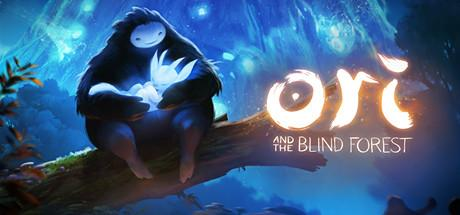 ori
AND THE BLIND FOREST